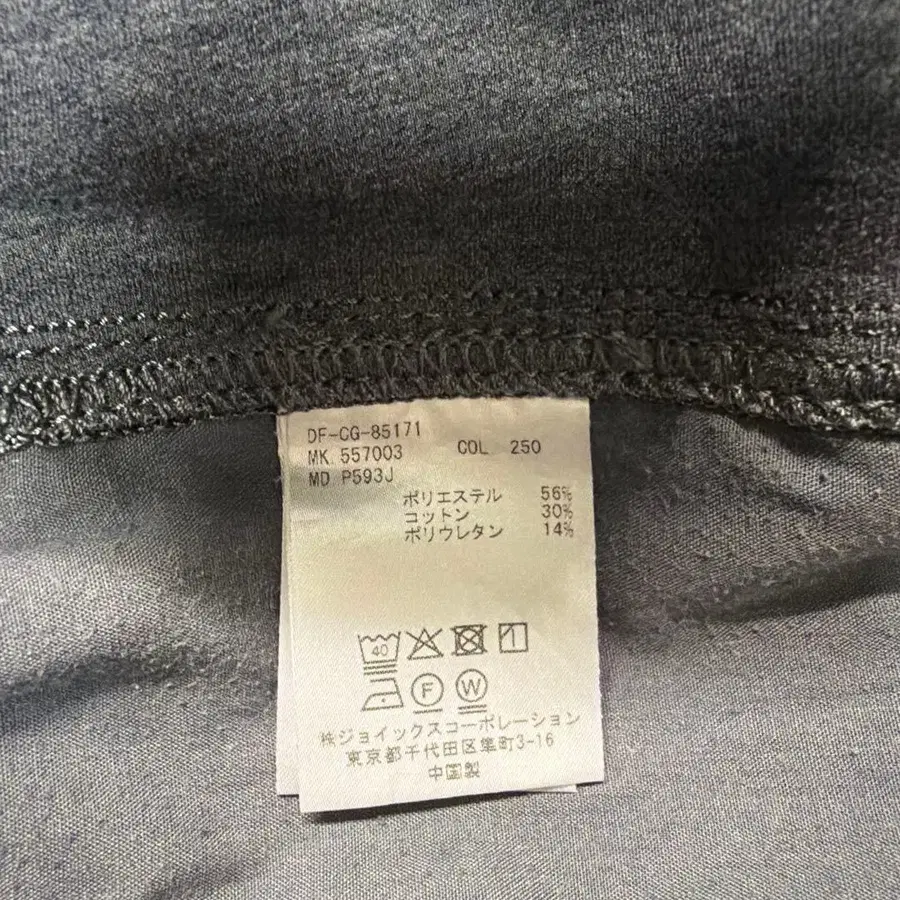 DF-CG-85171
MK 557003 COL 250
MD P593J
ポリエステル 56%
コットン 30%
ポリウレタン 14%
40
F W
㈱ジョイックスコーポレーション
東京都千代田区隼町3-16
中国製